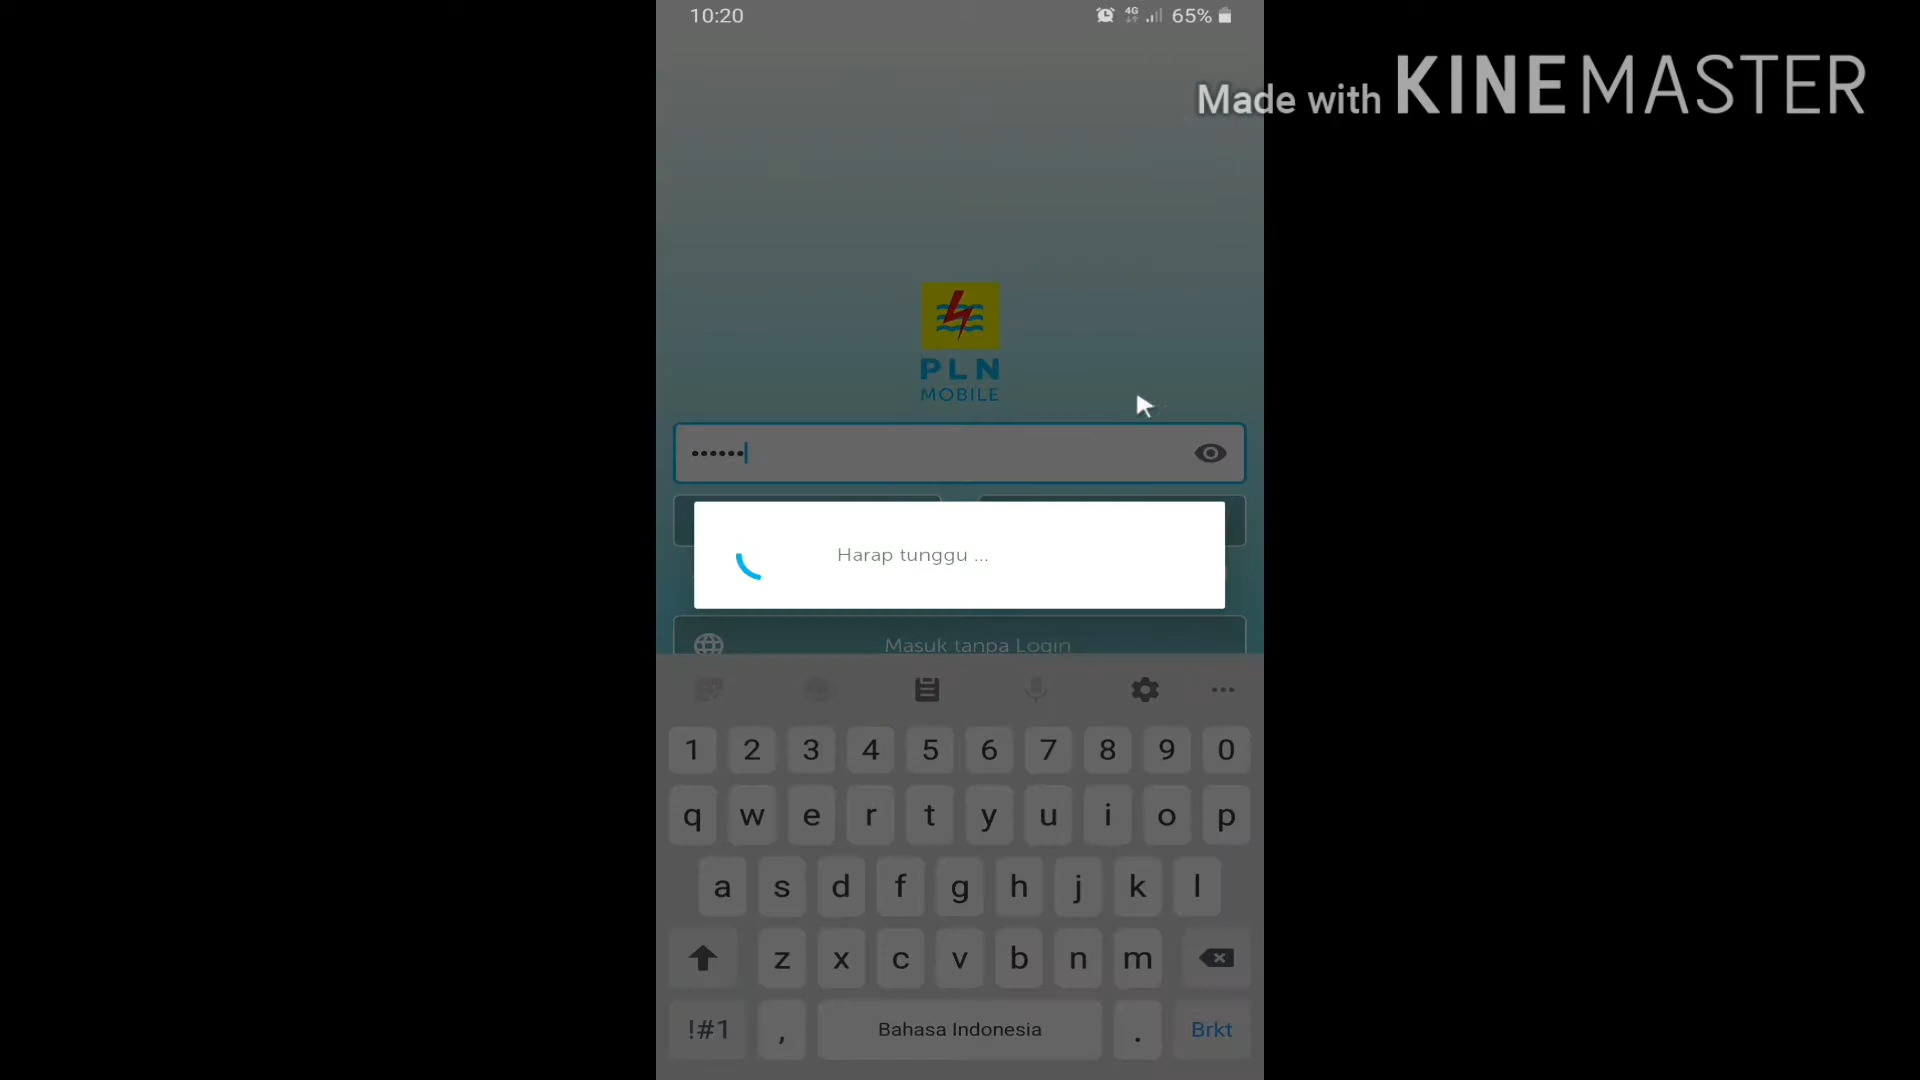 10:20
4G
65%
Made with KINEMASTER
PLN
MOBILE
••••••
Harap tunggu ...
Masuk tanpa Login
1 2 3 4 5 6 7 8 9 0
q w e r t y u i o p
a s d f g h j k l
z x c v b n m
!#1 , Bahasa Indonesia . Brkt